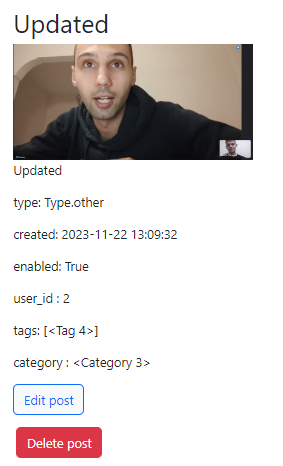 Updated
Updated
type: Type.other
created: 2023-11-22 13:09:32
enabled: True
user_id : 2
tags: [<Tag 4>]
category : <Category 3>
Edit post
Delete post